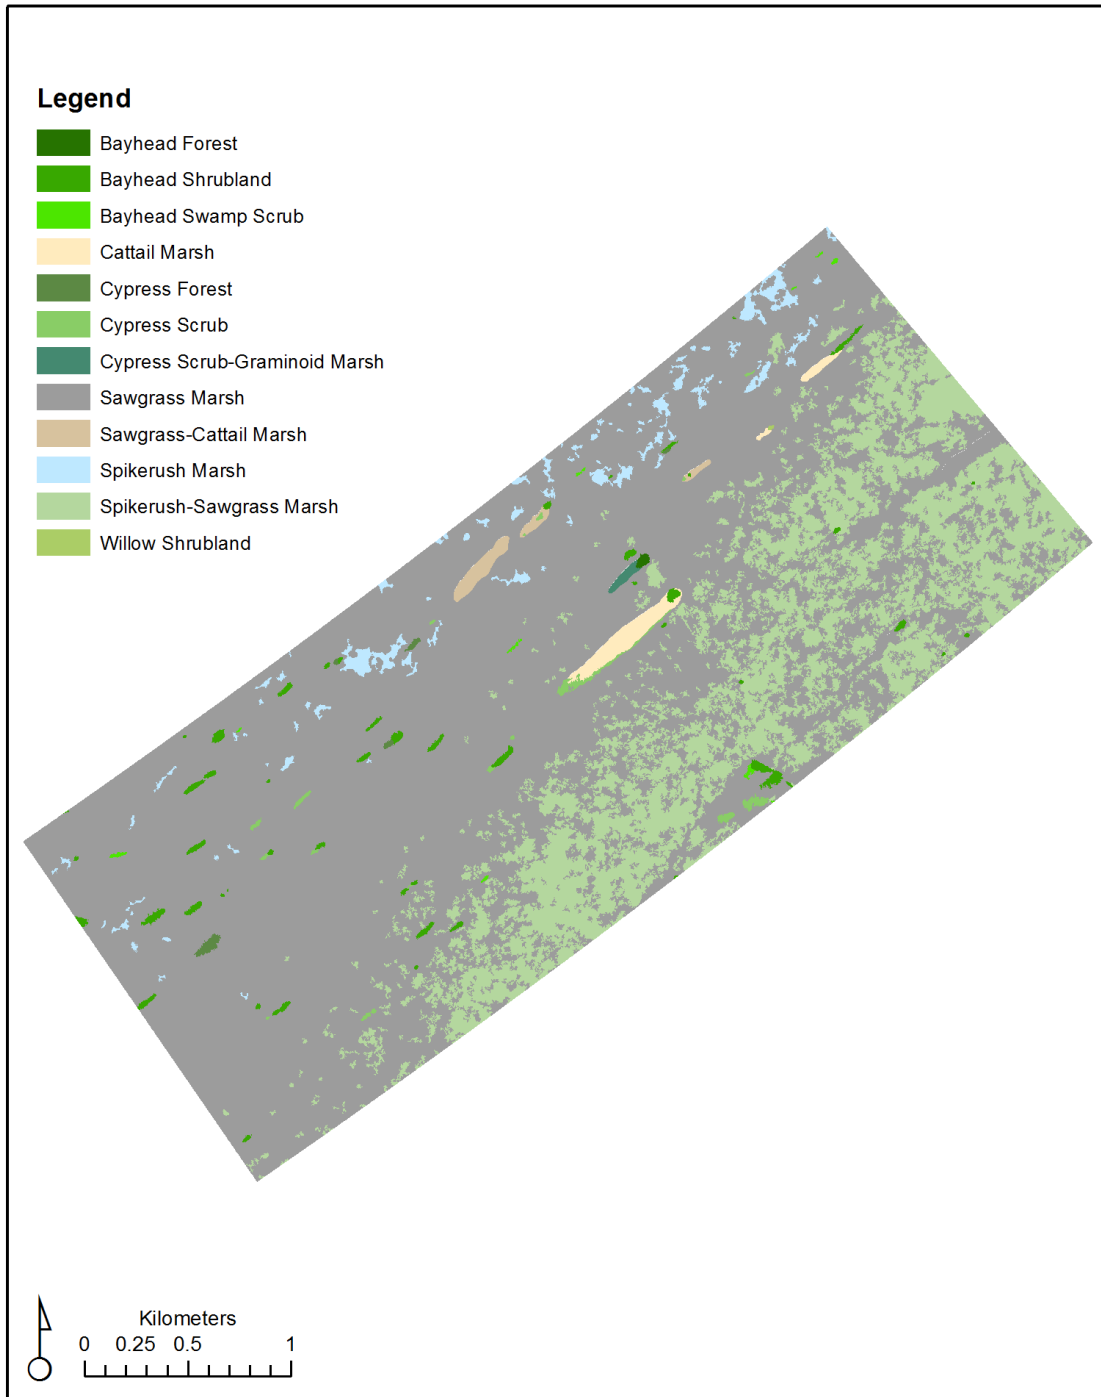 Legend
Bayhead Forest
Bayhead Shrubland
Bayhead Swamp Scrub
Cattail Marsh
Cypress Forest
Cypress Scrub
Cypress Scrub-Graminoid Marsh
Sawgrass Marsh
Sawgrass-Cattail Marsh
Spikerush Marsh
Spikerush-Sawgrass Marsh
Willow Shrubland
Kilometers
0 0.25 0.5 1